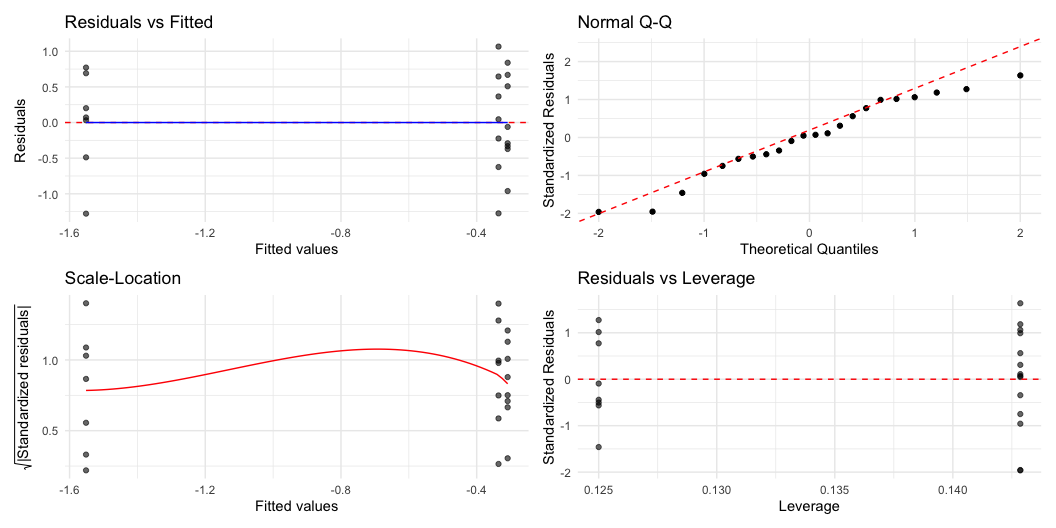 Residuals vs Fitted
Residuals
1.0
0.5
0.0
-0.5
-1.0
-1.6
-1.2
-0.8
-0.4
Fitted values
Normal Q-Q
Standardized Residuals
2
1
0
-1
-2
-2
-1
0
1
2
Theoretical Quantiles
Scale-Location
√|Standardized residuals|
1.0
0.5
-1.6
-1.2
-0.8
-0.4
Fitted values
Residuals vs Leverage
Standardized Residuals
1
0
-1
-2
0.125
0.130
0.135
0.140
Leverage